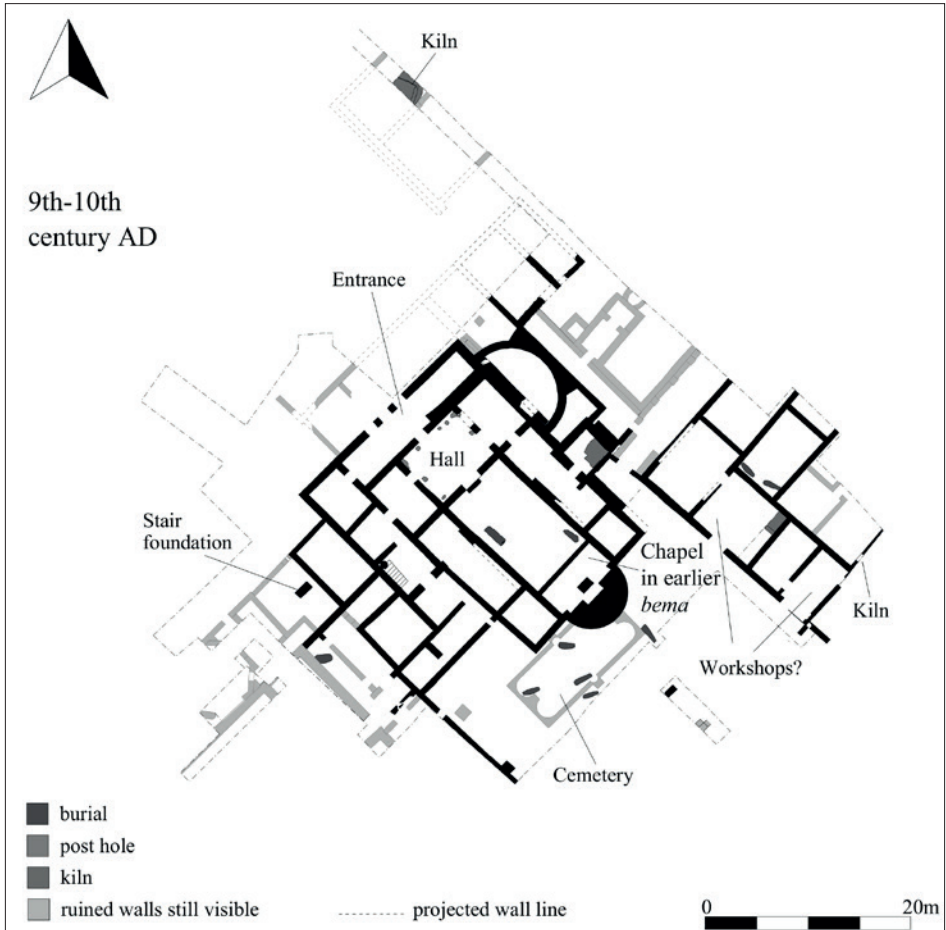 Kiln
9th-10th
century AD
Entrance
Hall
Stair
foundation
Chapel
in earlier
bema
Kiln
Workshops?
Cemetery
burial
post hole
kiln
ruined walls still visible
projected wall line
0
20m